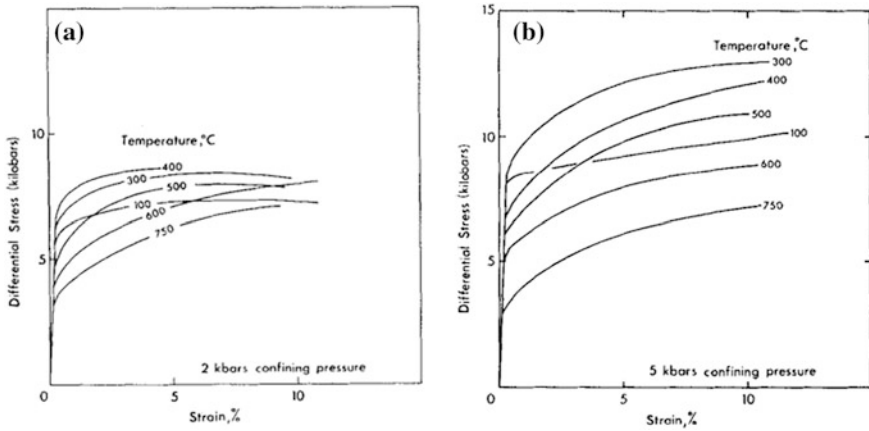 (a)
10
5
0
Differential Stress (kilobars)
Temperature,°C
400
300
500
100
600
750
2 kbars confining pressure
5
10
Strain,%
(b)
15
10
5
0
Differential Stress (kilobars)
Temperature,°C
300
400
500
100
600
750
5 kbars confining pressure
5
10
Strain,%